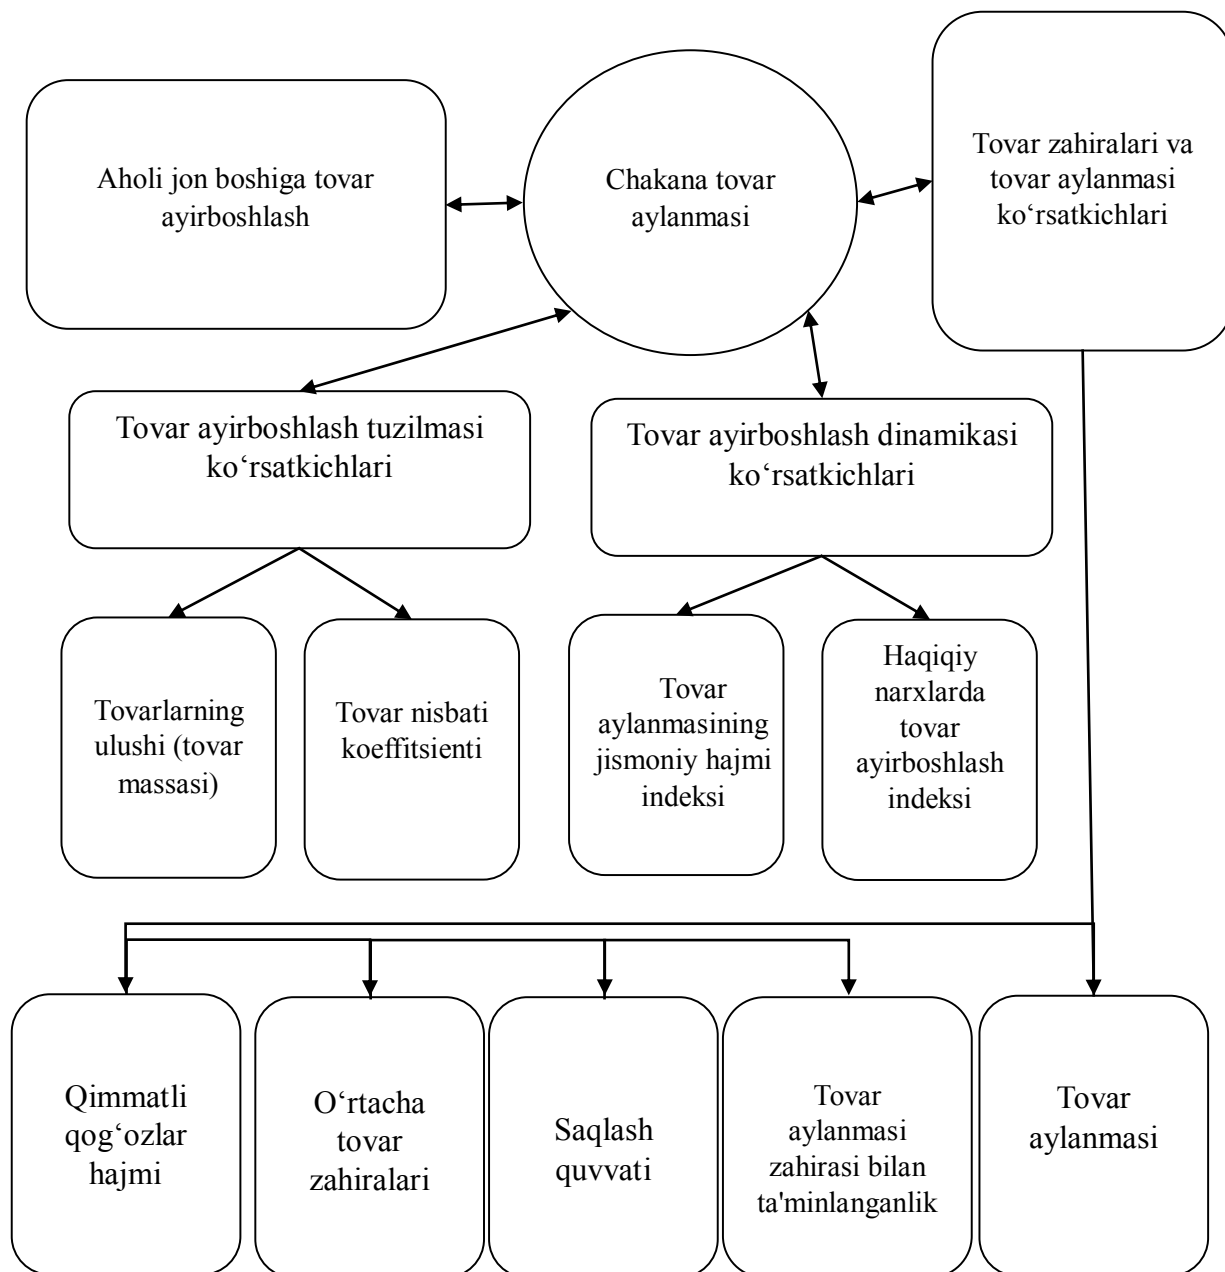 Aholi jon boshiga tovar
ayirboshlash
Chakana tovar
aylanmasi
Tovar zahiralari va
tovar aylanmasi
ko‘rsatkichlari
Tovar ayirboshlash tuzilmasi
ko‘rsatkichlari
Tovar ayirboshlash dinamikasi
ko‘rsatkichlari
Tovarlarning
ulushi (tovar
massasi)
Tovar nisbati
koeffitsienti
Tovar
aylanmasining
jismoniy hajmi
indeksi
Haqiqiy
narxlarda
tovar
ayirboshlash
indeksi
Qimmatli
qog‘ozlar
hajmi
O‘rtacha
tovar
zahiralari
Saqlash
quvvati
Tovar
aylanmasi
zahirasi bilan
ta'minlanganlik
Tovar
aylanmasi